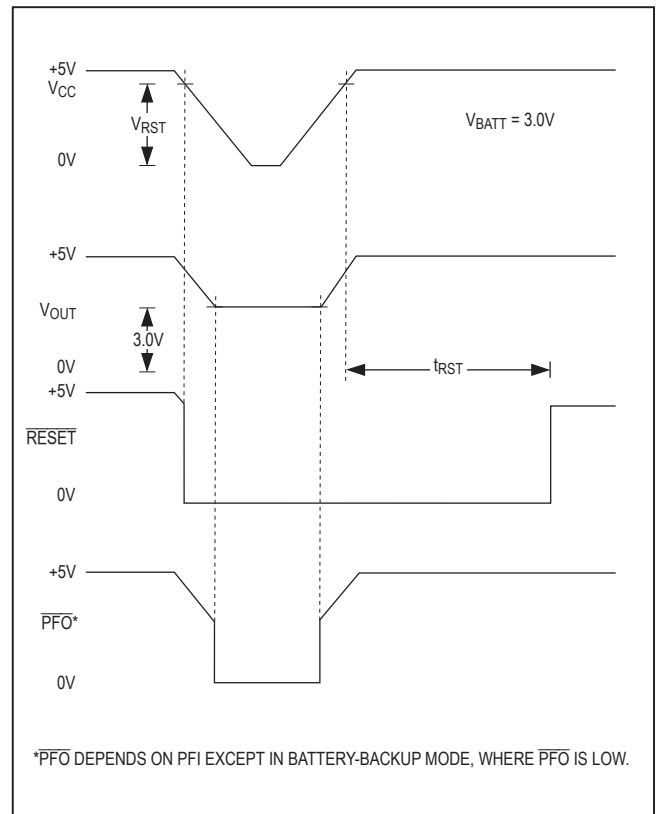 +5V
VCC
VRST
VBATT = 3.0V
0V
+5V
VOUT
3.0V
0V
tRST
+5V
RESET
0V
+5V
PFO*
0V
*PFO DEPENDS ON PFI EXCEPT IN BATTERY-BACKUP MODE, WHERE PFO IS LOW.